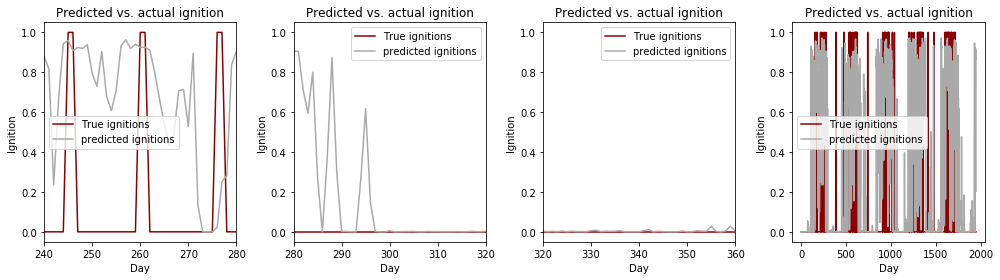 Predicted vs. actual ignition
Ignition
1.0
0.8
0.6
0.4
0.2
0.0
True ignitions
predicted ignitions
240
250
260
270
280
Day
Predicted vs. actual ignition
Ignition
1.0
0.8
0.6
0.4
0.2
0.0
True ignitions
predicted ignitions
280
290
300
310
320
Day
Predicted vs. actual ignition
Ignition
1.0
0.8
0.6
0.4
0.2
0.0
True ignitions
predicted ignitions
320
330
340
350
360
Day
Predicted vs. actual ignition
Ignition
1.0
0.8
0.6
0.4
0.2
0.0
True ignitions
predicted ignitions
0
500
1000
1500
2000
Day